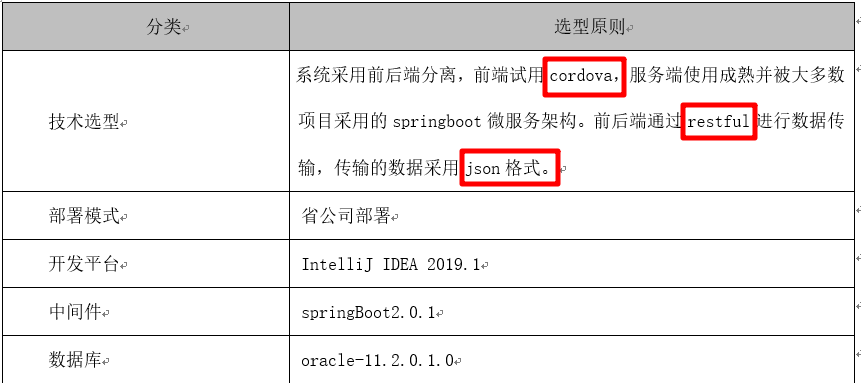 分类 选型原则
技术选型 系统采用前后端分离，前端试用 cordova，服务端使用成熟并被大多数
项目采用的 springboot 微服务架构。前后端通过 restful 进行数据传
输，传输的数据采用 json 格式。
部署模式 省公司部署
开发平台 IntelliJ IDEA 2019.1
中间件 springBoot2.0.1
数据库 oracle-11.2.0.1.0